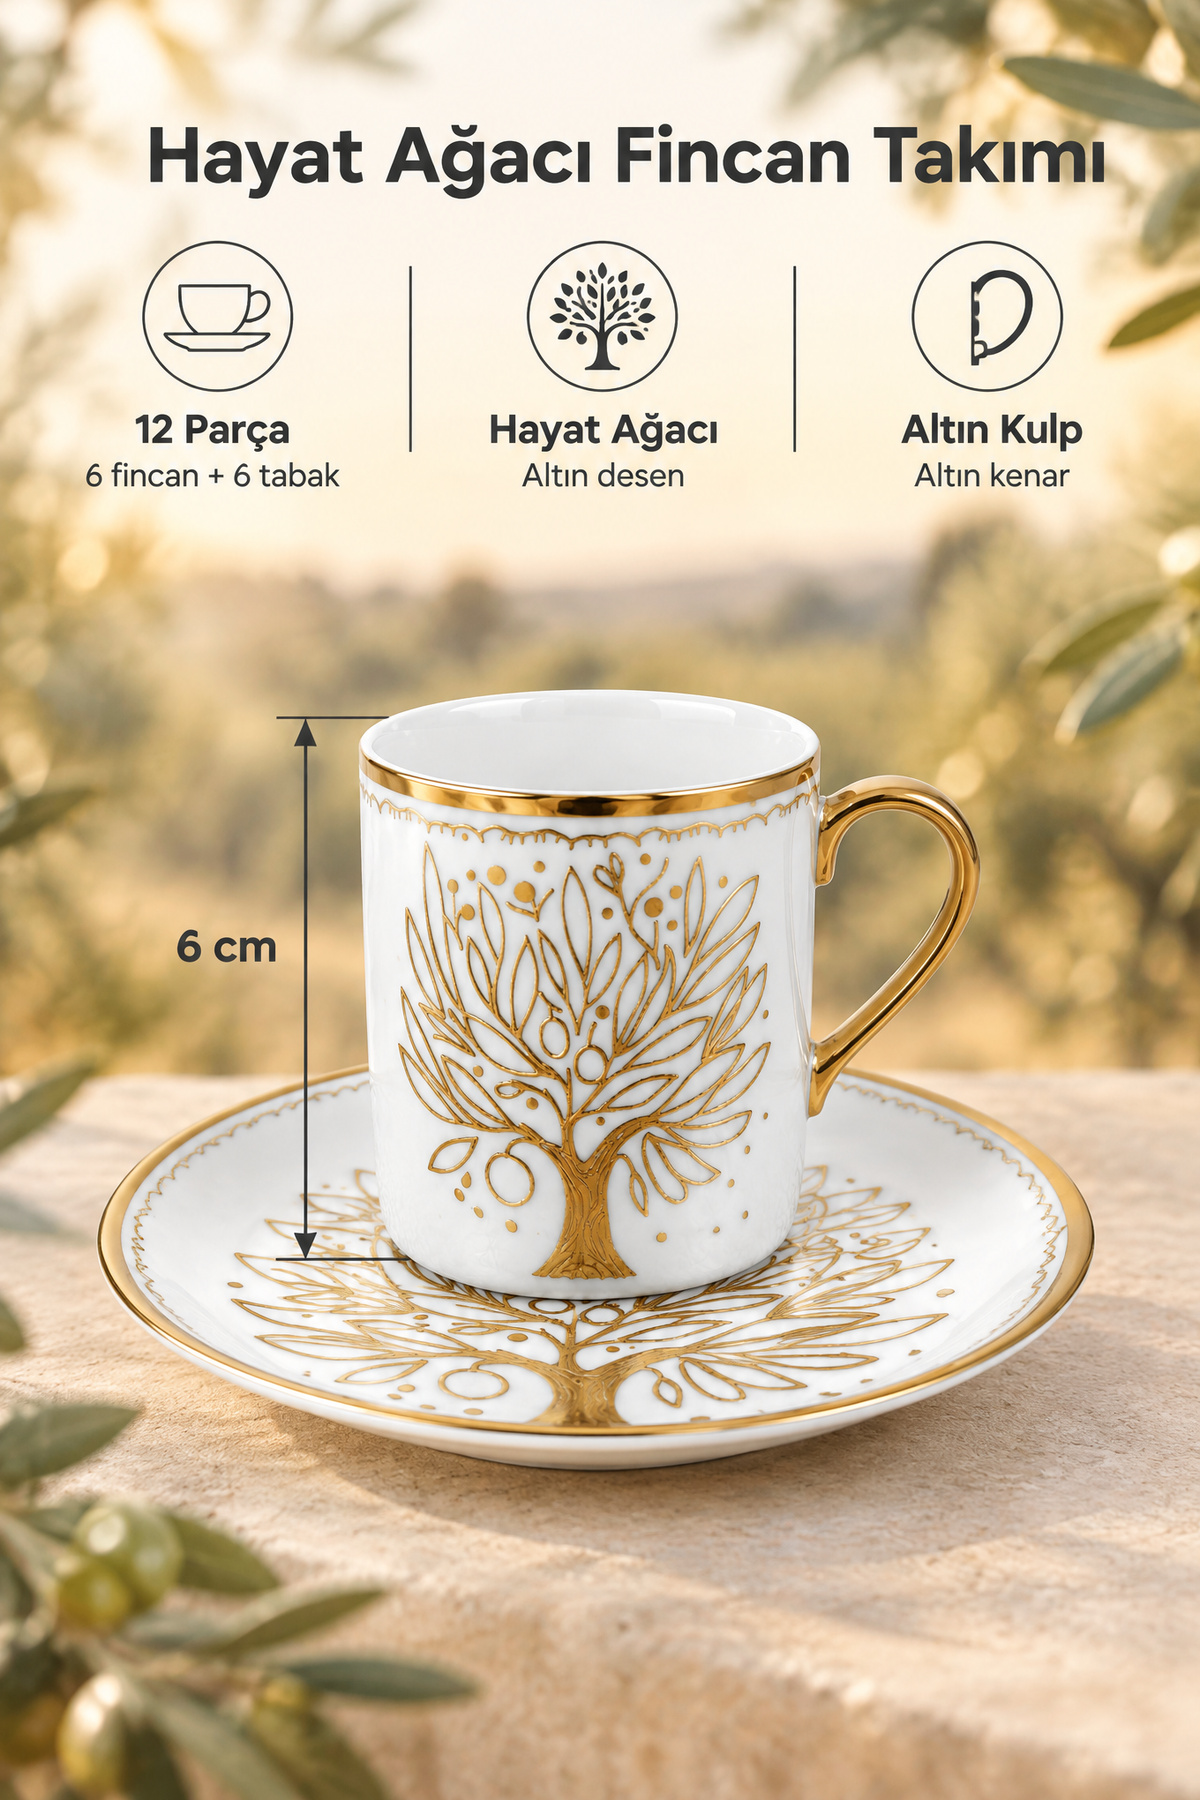 Hayat Ağacı Fincan Takımı
12 Parça
6 fincan + 6 tabak
Hayat Ağacı
Altın desen
Altın Kulp
Altın kenar
6 cm